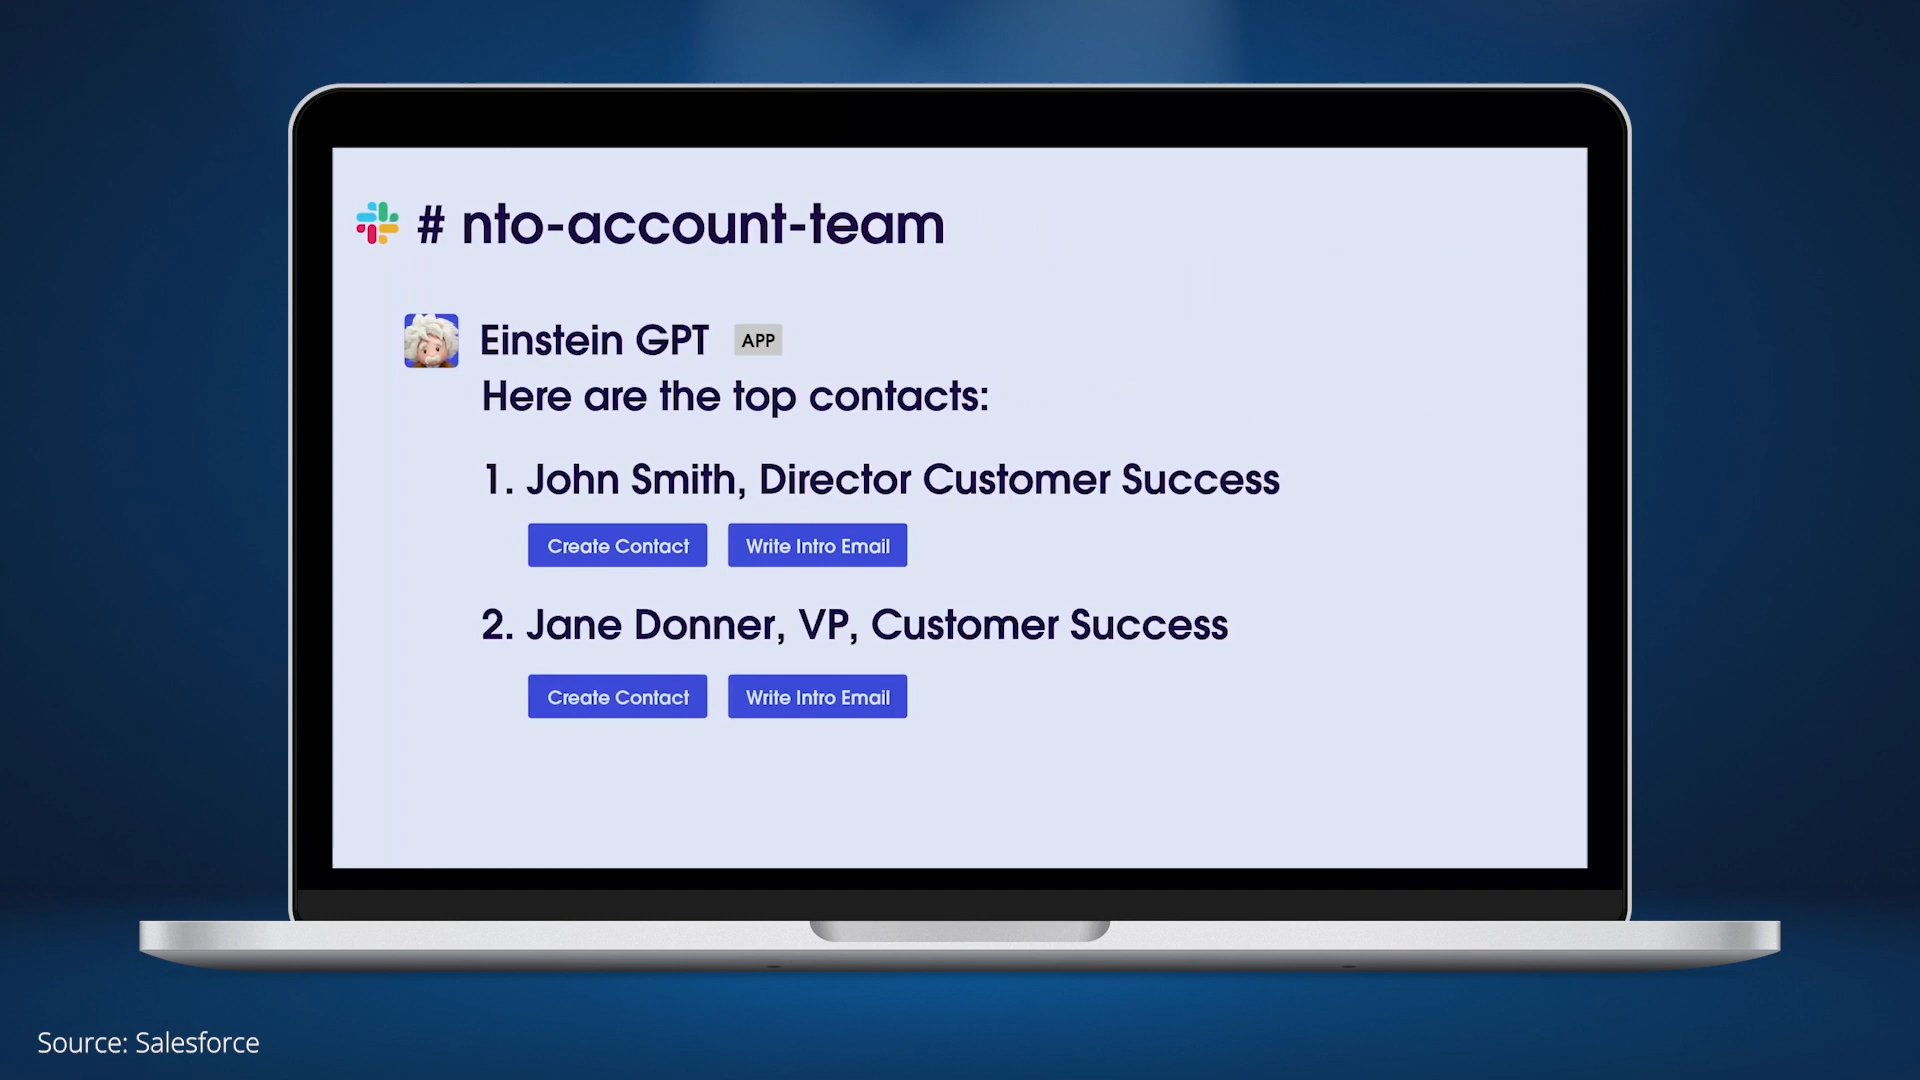 # nto-account-team
Einstein GPT APP
Here are the top contacts:
1. John Smith, Director Customer Success
Create Contact Write Intro Email
2. Jane Donner, VP, Customer Success
Create Contact Write Intro Email
Source: Salesforce